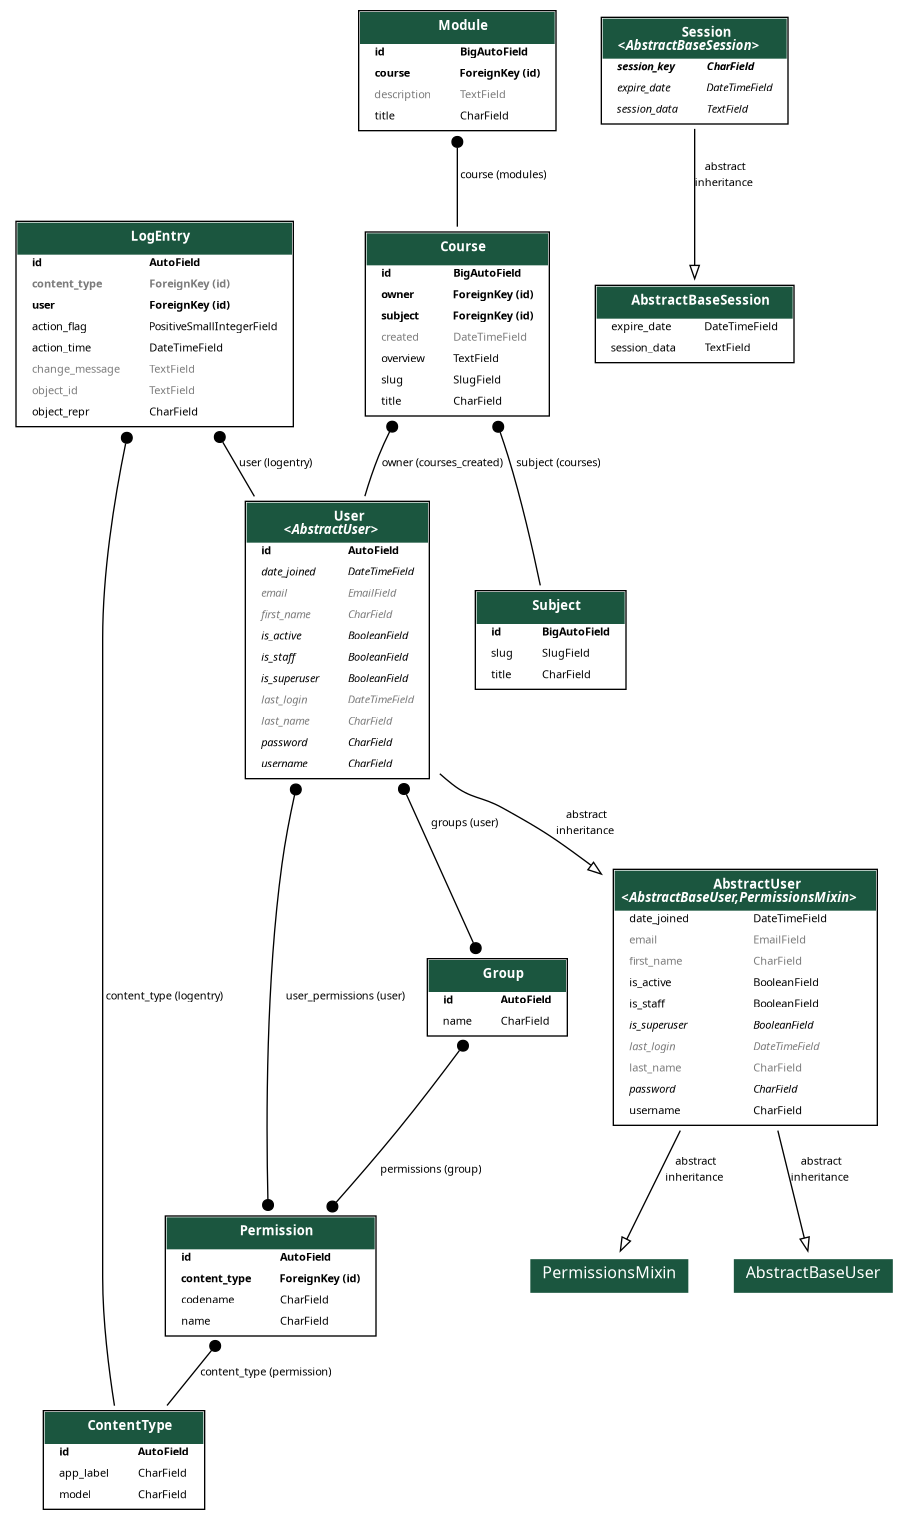 Module
id BigAutoField
course ForeignKey (id)
description TextField
title CharField
Session
<AbstractBaseSession>
session_key CharField
expire_date DateTimeField
session_data TextField
course (modules)
abstract
inheritance
LogEntry
id AutoField
content_type ForeignKey (id)
user ForeignKey (id)
action_flag PositiveSmallIntegerField
action_time DateTimeField
change_message TextField
object_id TextField
object_repr CharField
Course
id BigAutoField
owner ForeignKey (id)
subject ForeignKey (id)
created DateTimeField
overview TextField
slug SlugField
title CharField
AbstractBaseSession
expire_date DateTimeField
session_data TextField
user (logentry)
owner (courses_created)
subject (courses)
User
<AbstractUser>
id AutoField
date_joined DateTimeField
email EmailField
first_name CharField
is_active BooleanField
is_staff BooleanField
is_superuser BooleanField
last_login DateTimeField
last_name CharField
password CharField
username CharField
Subject
id BigAutoField
slug SlugField
title CharField
groups (user)
abstract
inheritance
AbstractUser
<AbstractBaseUser,PermissionsMixin>
date_joined DateTimeField
email EmailField
first_name CharField
is_active BooleanField
is_staff BooleanField
is_superuser BooleanField
last_login DateTimeField
last_name CharField
password CharField
username CharField
content_type (logentry)
user_permissions (user)
Group
id AutoField
name CharField
permissions (group)
abstract
inheritance
abstract
inheritance
Permission
id AutoField
content_type ForeignKey (id)
codename CharField
name CharField
PermissionsMixin
AbstractBaseUser
content_type (permission)
ContentType
id AutoField
app_label CharField
model CharField